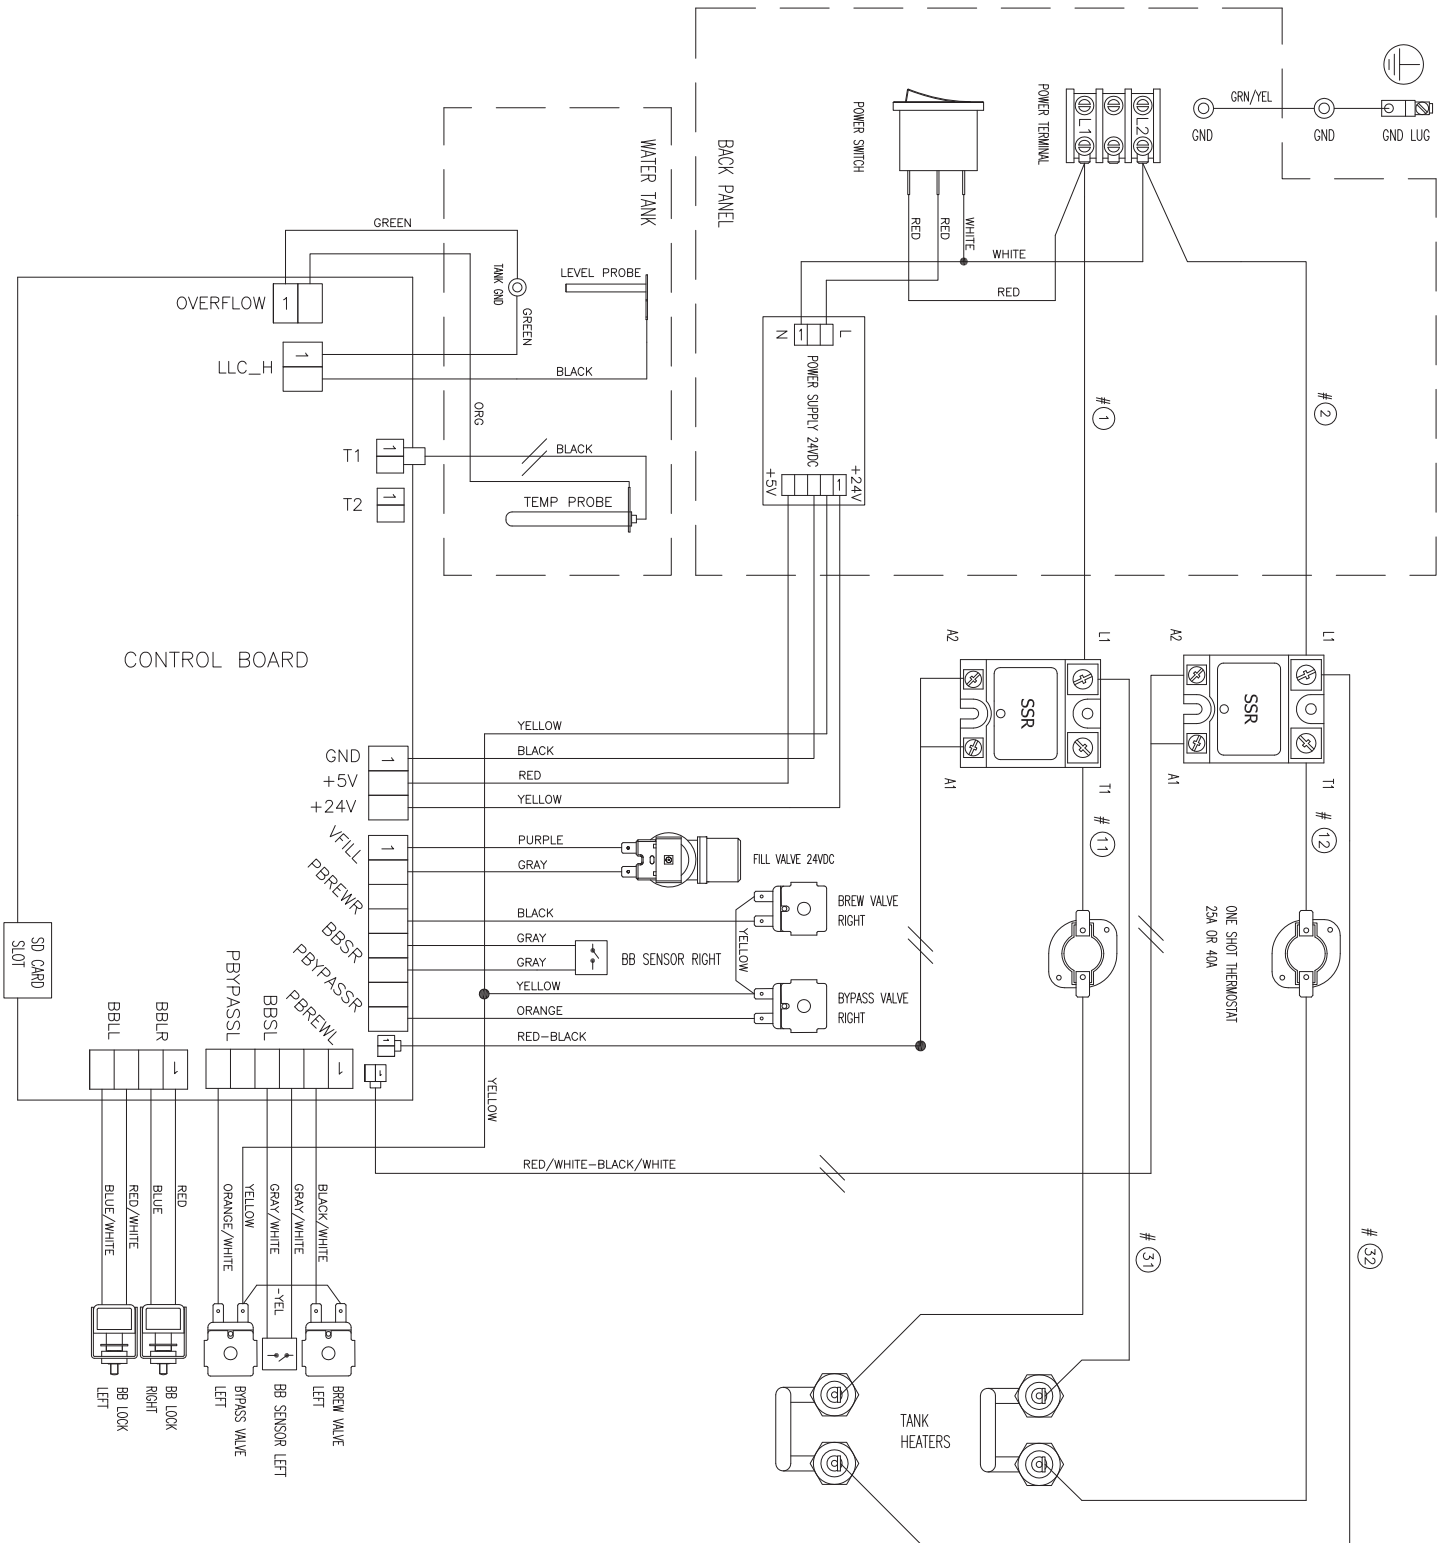 GRN/YEL
GND
GND
GND LUG
POWER SWITCH
POWER TERMINAL
L1
L2
BACK PANEL
WATER TANK
RED
RED
WHITE
WHITE
RED
GREEN
TANK GND
GREEN
LEVEL PROBE
OVERFLOW
1
LLC_H
1
BLACK
ORG
N
1
L
POWER SUPPLY 24VDC
+5V
1
+24V
# 1
# 2
T1
1
BLACK
T2
1
TEMP PROBE
CONTROL BOARD
A2
L1
SSR
A1
T1
A2
L1
SSR
A1
T1
# 11
# 12
YELLOW
GND
1
BLACK
+5V
RED
+24V
YELLOW
VFILL
1
PURPLE
GRAY
FILL VALVE 24VDC
PBREWR
BLACK
BREW VALVE
RIGHT
YELLOW
BBSR
GRAY
GRAY
BB SENSOR RIGHT
PBYPASSR
YELLOW
ORANGE
BYPASS VALVE
RIGHT
1
RED-BLACK
1
ONE SHOT THERMOSTAT
25A OR 40A
SD CARD
SLOT
BBLL
BBLR
1
PBYPASSL
BBSL
PBREWL
1
YELLOW
RED/WHITE-BLACK/WHITE
BLUE/WHITE
RED/WHITE
BLUE
RED
ORANGE/WHITE
YELLOW
GRAY/WHITE
GRAY/WHITE
BLACK/WHITE
-YEL
# 31
# 32
BB LOCK
LEFT
BB LOCK
RIGHT
BYPASS VALVE
LEFT
BB SENSOR LEFT
BREW VALVE
LEFT
TANK
HEATERS